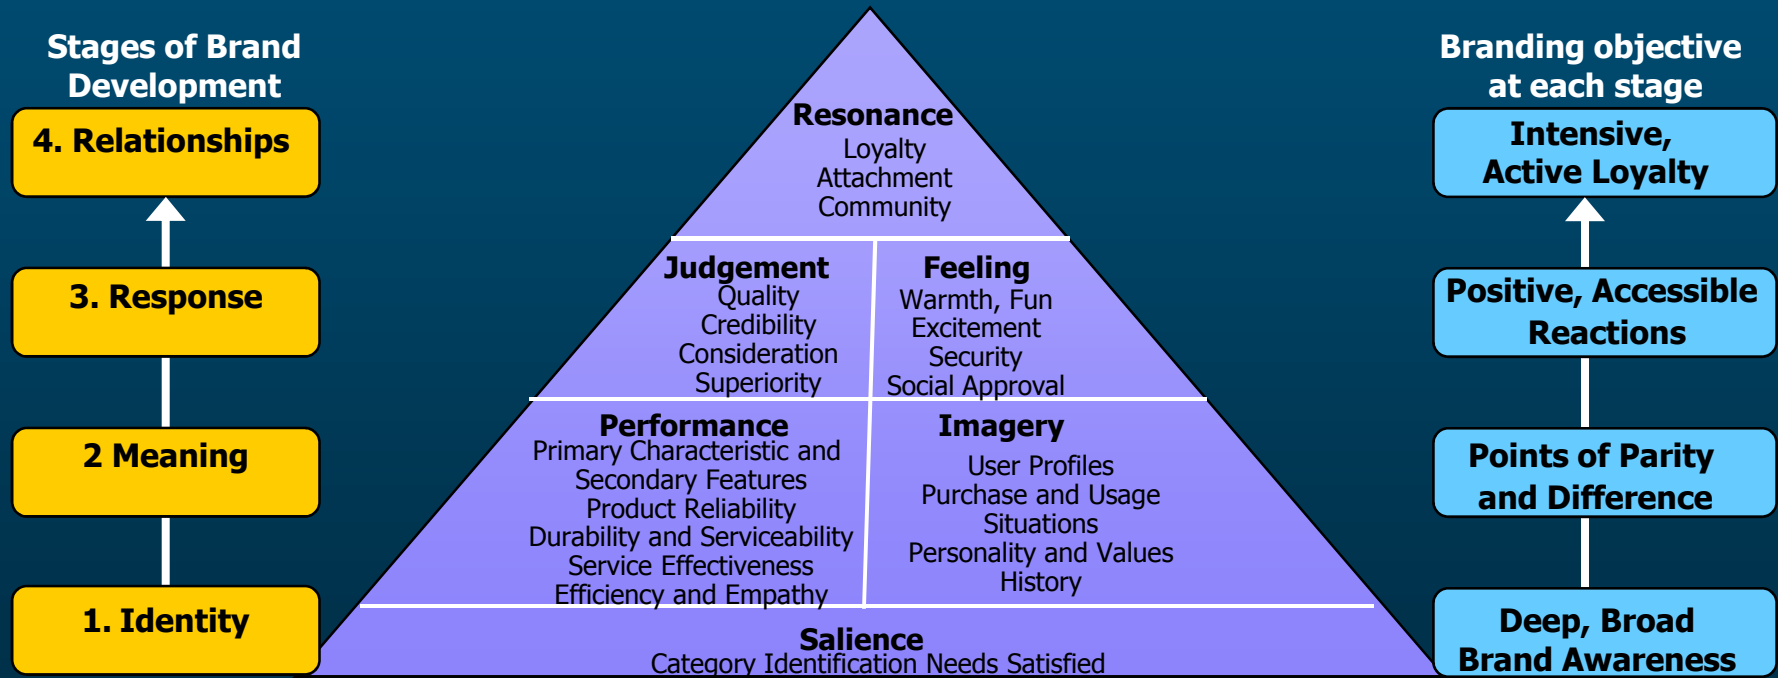 Stages of Brand
Development
4. Relationships
3. Response
2 Meaning
1. Identity
Resonance
Loyalty
Attachment
Community
Judgement
Quality
Credibility
Consideration
Superiority
Feeling
Warmth, Fun
Excitement
Security
Social Approval
Performance
Primary Characteristic and
Secondary Features
Product Reliability
Durability and Serviceability
Service Effectiveness
Efficiency and Empathy
Imagery
User Profiles
Purchase and Usage
Situations
Personality and Values
History
Salience
Category Identification Needs Satisfied
Branding objective
at each stage
Intensive,
Active Loyalty
Positive, Accessible
Reactions
Points of Parity
and Difference
Deep, Broad
Brand Awareness